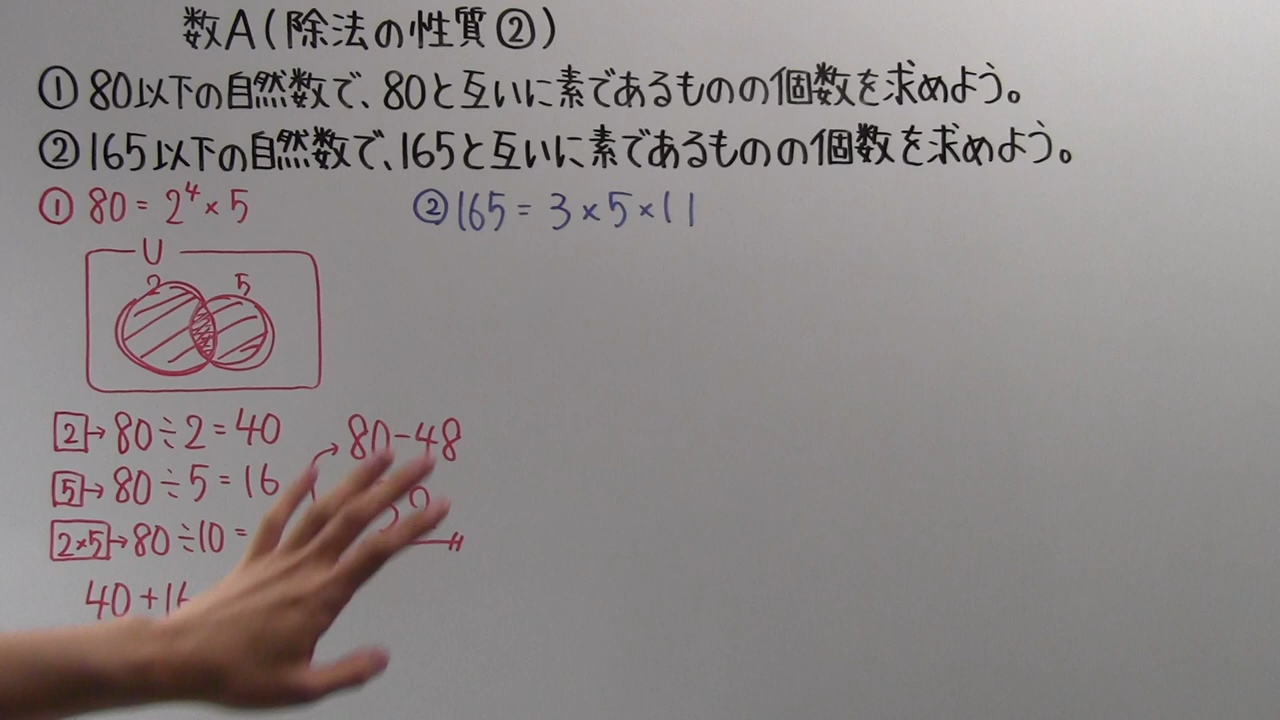 数A(除法の性質②)
①80以下の自然数で、80と互いに素であるものの個数を求めよう。
②165以下の自然数で、165と互いに素であるものの個数を求めよう。
①80=2⁴×5
②165=3×5×11
U
2 5
2→80÷2=40
5→80÷5=16
2×5→80÷10=
40+16
→80-48